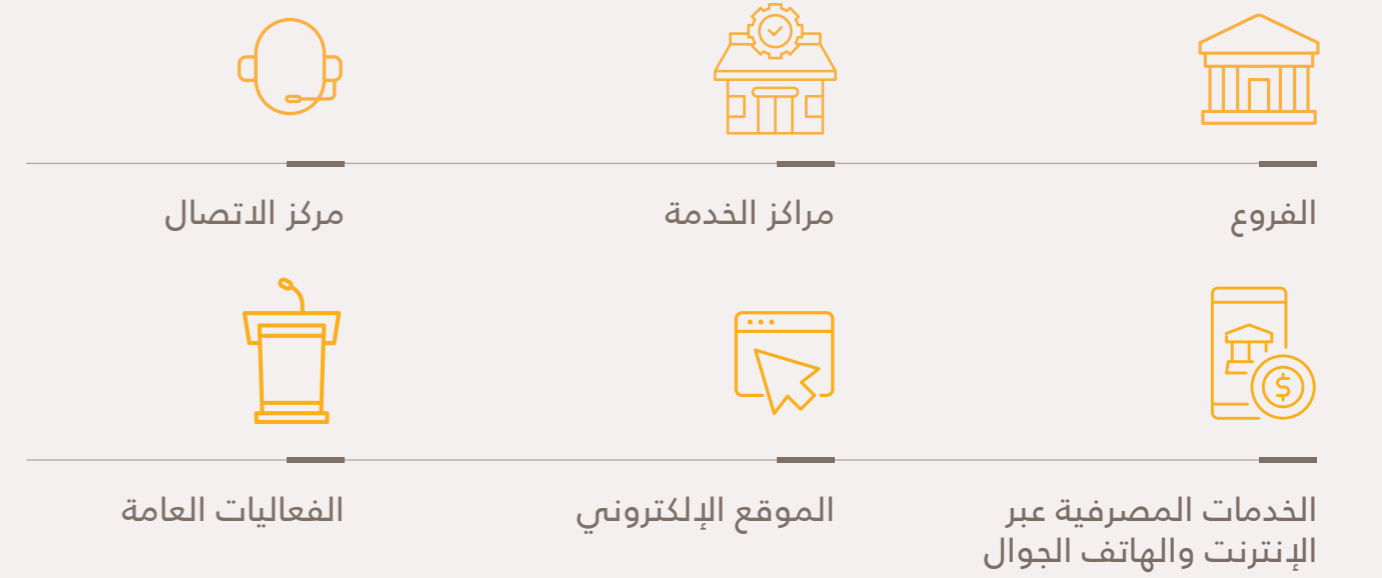 الفروع
مراكز الخدمة
مركز الاتصال
الخدمات المصرفية عبر
الإنترنت والهاتف الجوال
الموقع الإلكتروني
الفعاليات العامة